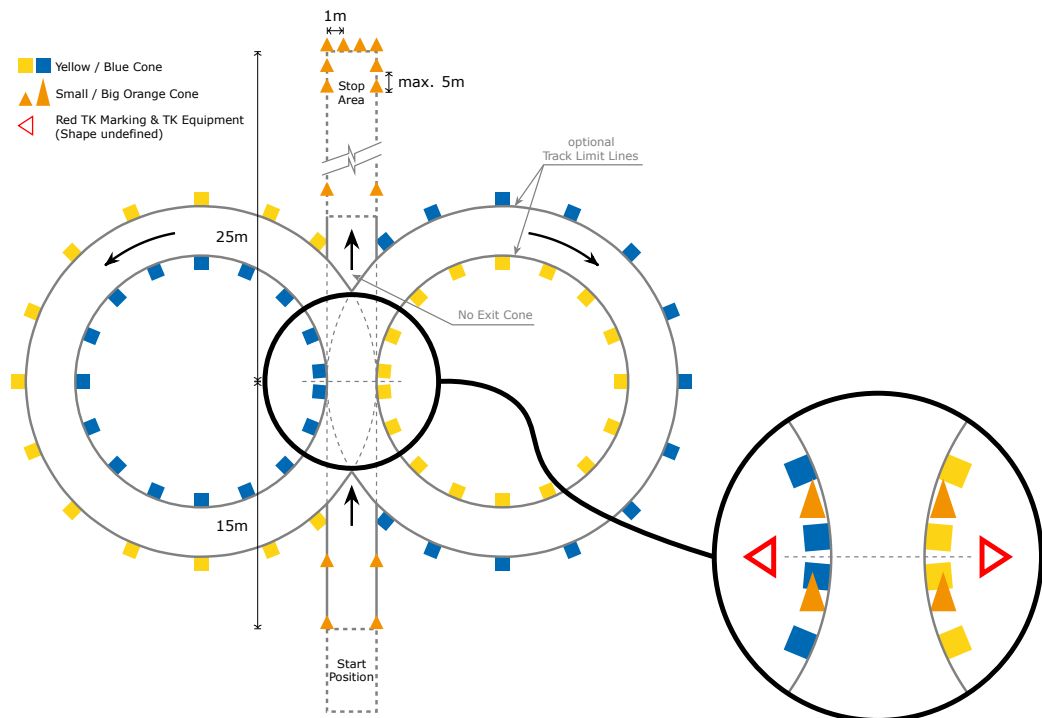 1m
Yellow / Blue Cone
Small / Big Orange Cone
Red TK Marking & TK Equipment
(Shape undefined)
Stop
Area
max. 5m
optional
Track Limit Lines
25m
No Exit Cone
15m
Start
Position